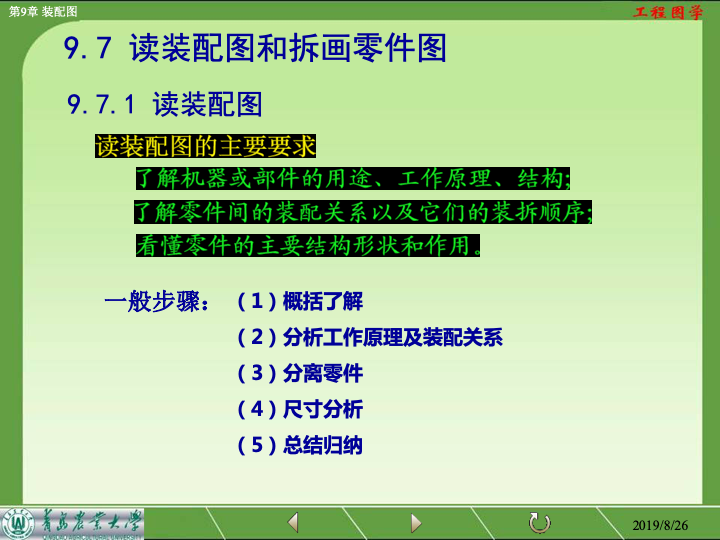 第9章 装配图
工程图学
9.7 读装配图和拆画零件图
9.7.1 读装配图
读装配图的主要要求
了解机器或部件的用途、工作原理、结构;
了解零件间的装配关系以及它们的装拆顺序;
看懂零件的主要结构形状和作用。
一般步骤：（1）概括了解
（2）分析工作原理及装配关系
（3）分离零件
（4）尺寸分析
（5）总结归纳
青岛农业大学
2019/8/26